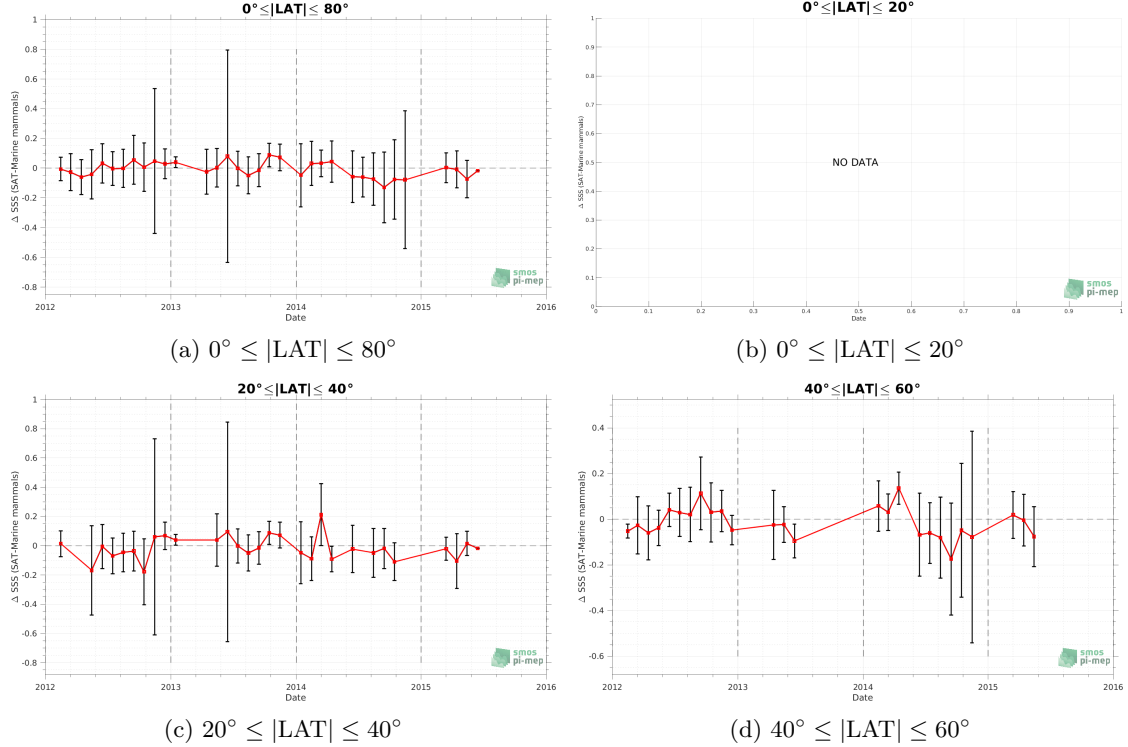 0°≤|LAT|≤ 80°
Δ SSS (SAT-Marine mammals)
1
0.8
0.6
0.4
0.2
0
-0.2
-0.4
-0.6
-0.8
2012 2013 2014 2015 2016
Date
smos
pi-mep
(a) 0° ≤ |LAT| ≤ 80°
0°≤|LAT|≤ 20°
Δ SSS (SAT-Marine mammals)
1
0.9
0.8
0.7
0.6
0.5
0.4
0.3
0.2
0.1
0
NO DATA
0 0.1 0.2 0.3 0.4 0.5 0.6 0.7 0.8 0.9 1
Date
smos
pi-mep
(b) 0° ≤ |LAT| ≤ 20°
20°≤|LAT|≤ 40°
Δ SSS (SAT-Marine mammals)
1
0.8
0.6
0.4
0.2
0
-0.2
-0.4
-0.6
-0.8
2012 2013 2014 2015 2016
Date
smos
pi-mep
(c) 20° ≤ |LAT| ≤ 40°
40°≤|LAT|≤ 60°
Δ SSS (SAT-Marine mammals)
0.4
0.2
0
-0.2
-0.4
-0.6
2012 2013 2014 2015 2016
Date
smos
pi-mep
(d) 40° ≤ |LAT| ≤ 60°